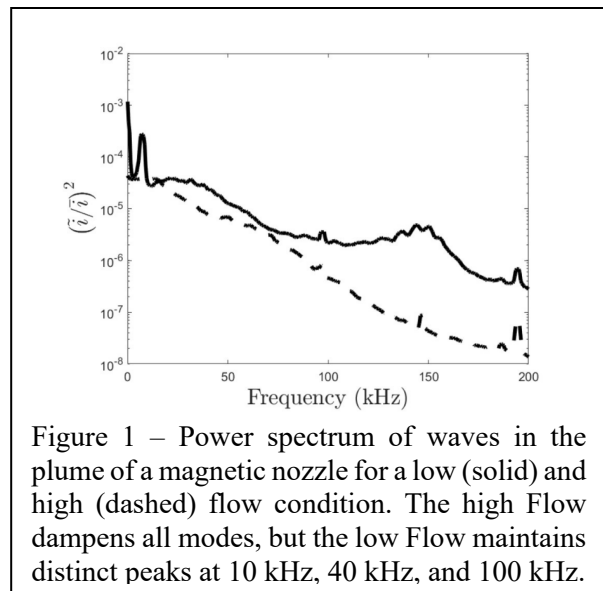 10^-2
10^-3
10^-4
10^-5
10^-6
10^-7
10^-8
(ĩ/ī)^2
0 50 100 150 200
Frequency (kHz)
Figure 1 – Power spectrum of waves in the
plume of a magnetic nozzle for a low (solid) and
high (dashed) flow condition. The high Flow
dampens all modes, but the low Flow maintains
distinct peaks at 10 kHz, 40 kHz, and 100 kHz.